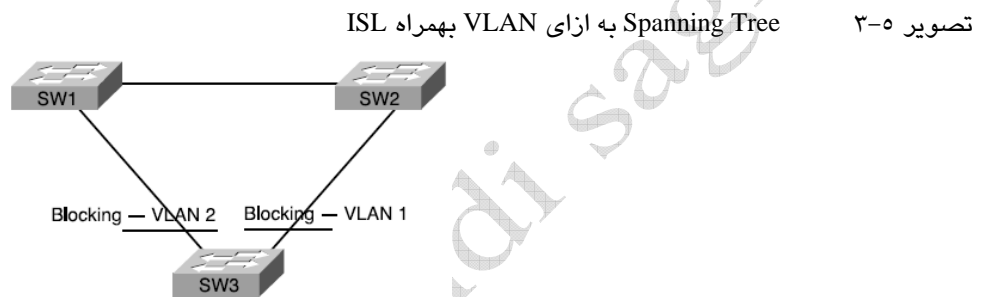 تصویر ۵-۳ Spanning Tree به ازای VLAN بهمراه ISL
SW1
SW2
Blocking — VLAN 2
Blocking — VLAN 1
SW3